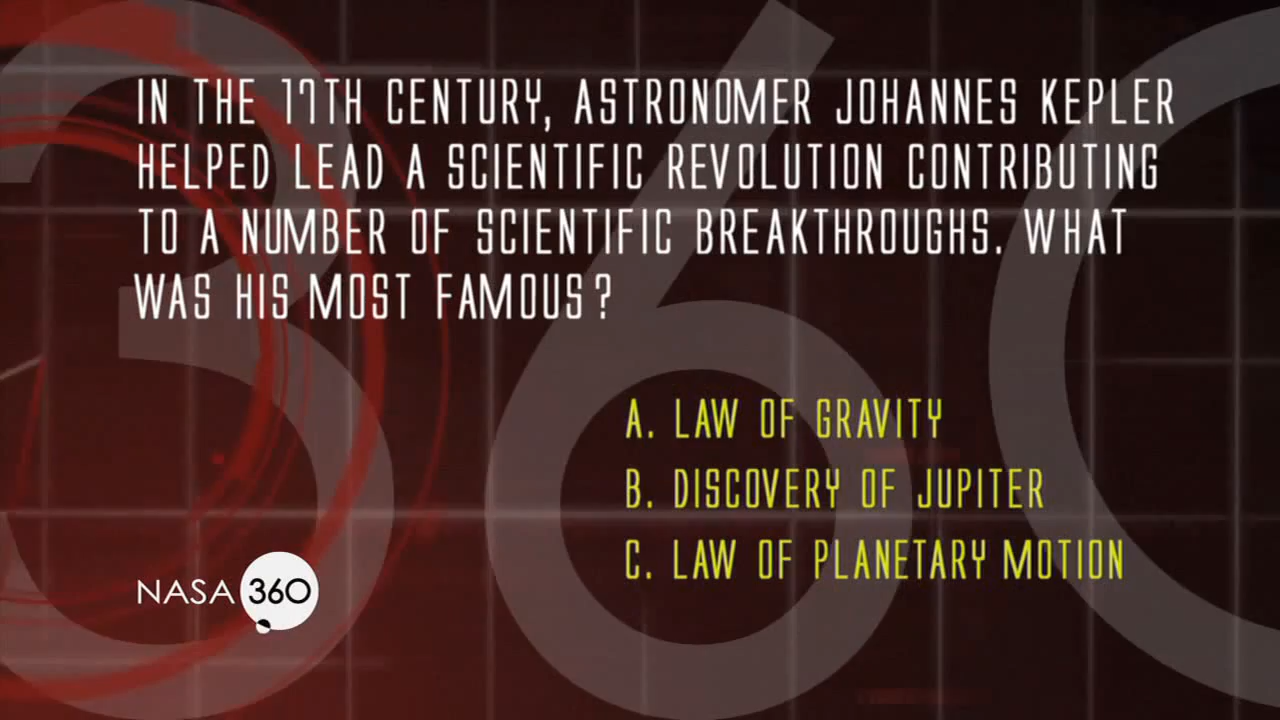 IN THE 17TH CENTURY, ASTRONOMER JOHANNES KEPLER
HELPED LEAD A SCIENTIFIC REVOLUTION CONTRIBUTING
TO A NUMBER OF SCIENTIFIC BREAKTHROUGHS. WHAT
WAS HIS MOST FAMOUS?
A. LAW OF GRAVITY
B. DISCOVERY OF JUPITER
C. LAW OF PLANETARY MOTION
NASA 360
360